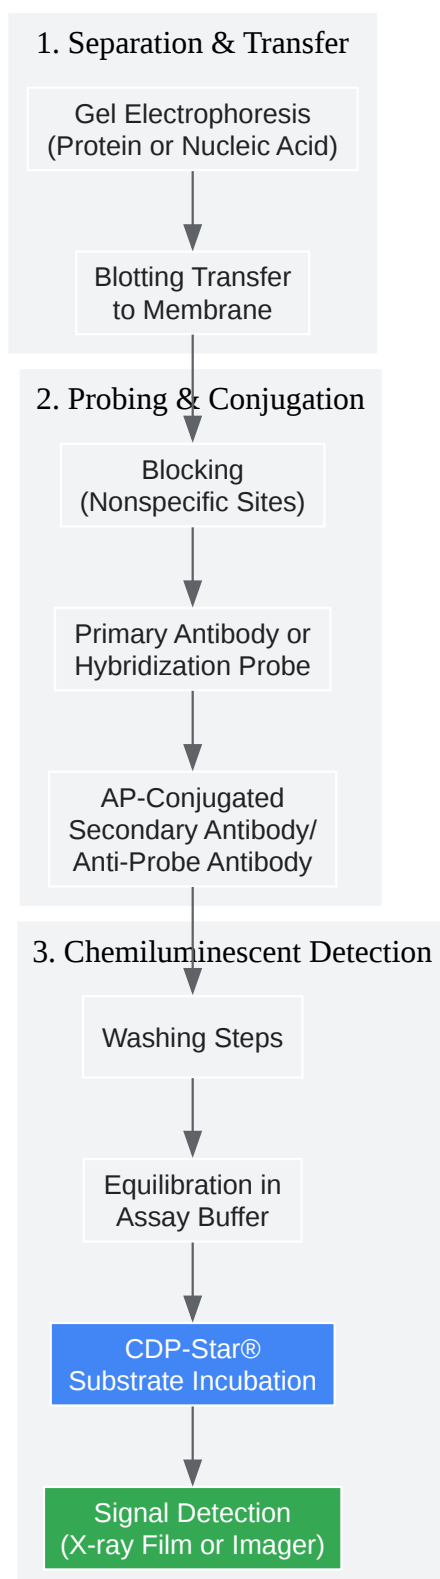 1. Separation & Transfer
Gel Electrophoresis
(Protein or Nucleic Acid)
Blotting Transfer
to Membrane
2. Probing & Conjugation
Blocking
(Nonspecific Sites)
Primary Antibody or
Hybridization Probe
AP-Conjugated
Secondary Antibody/
Anti-Probe Antibody
3. Chemiluminescent Detection
Washing Steps
Equilibration in
Assay Buffer
CDP-Star®
Substrate Incubation
Signal Detection
(X-ray Film or Imager)